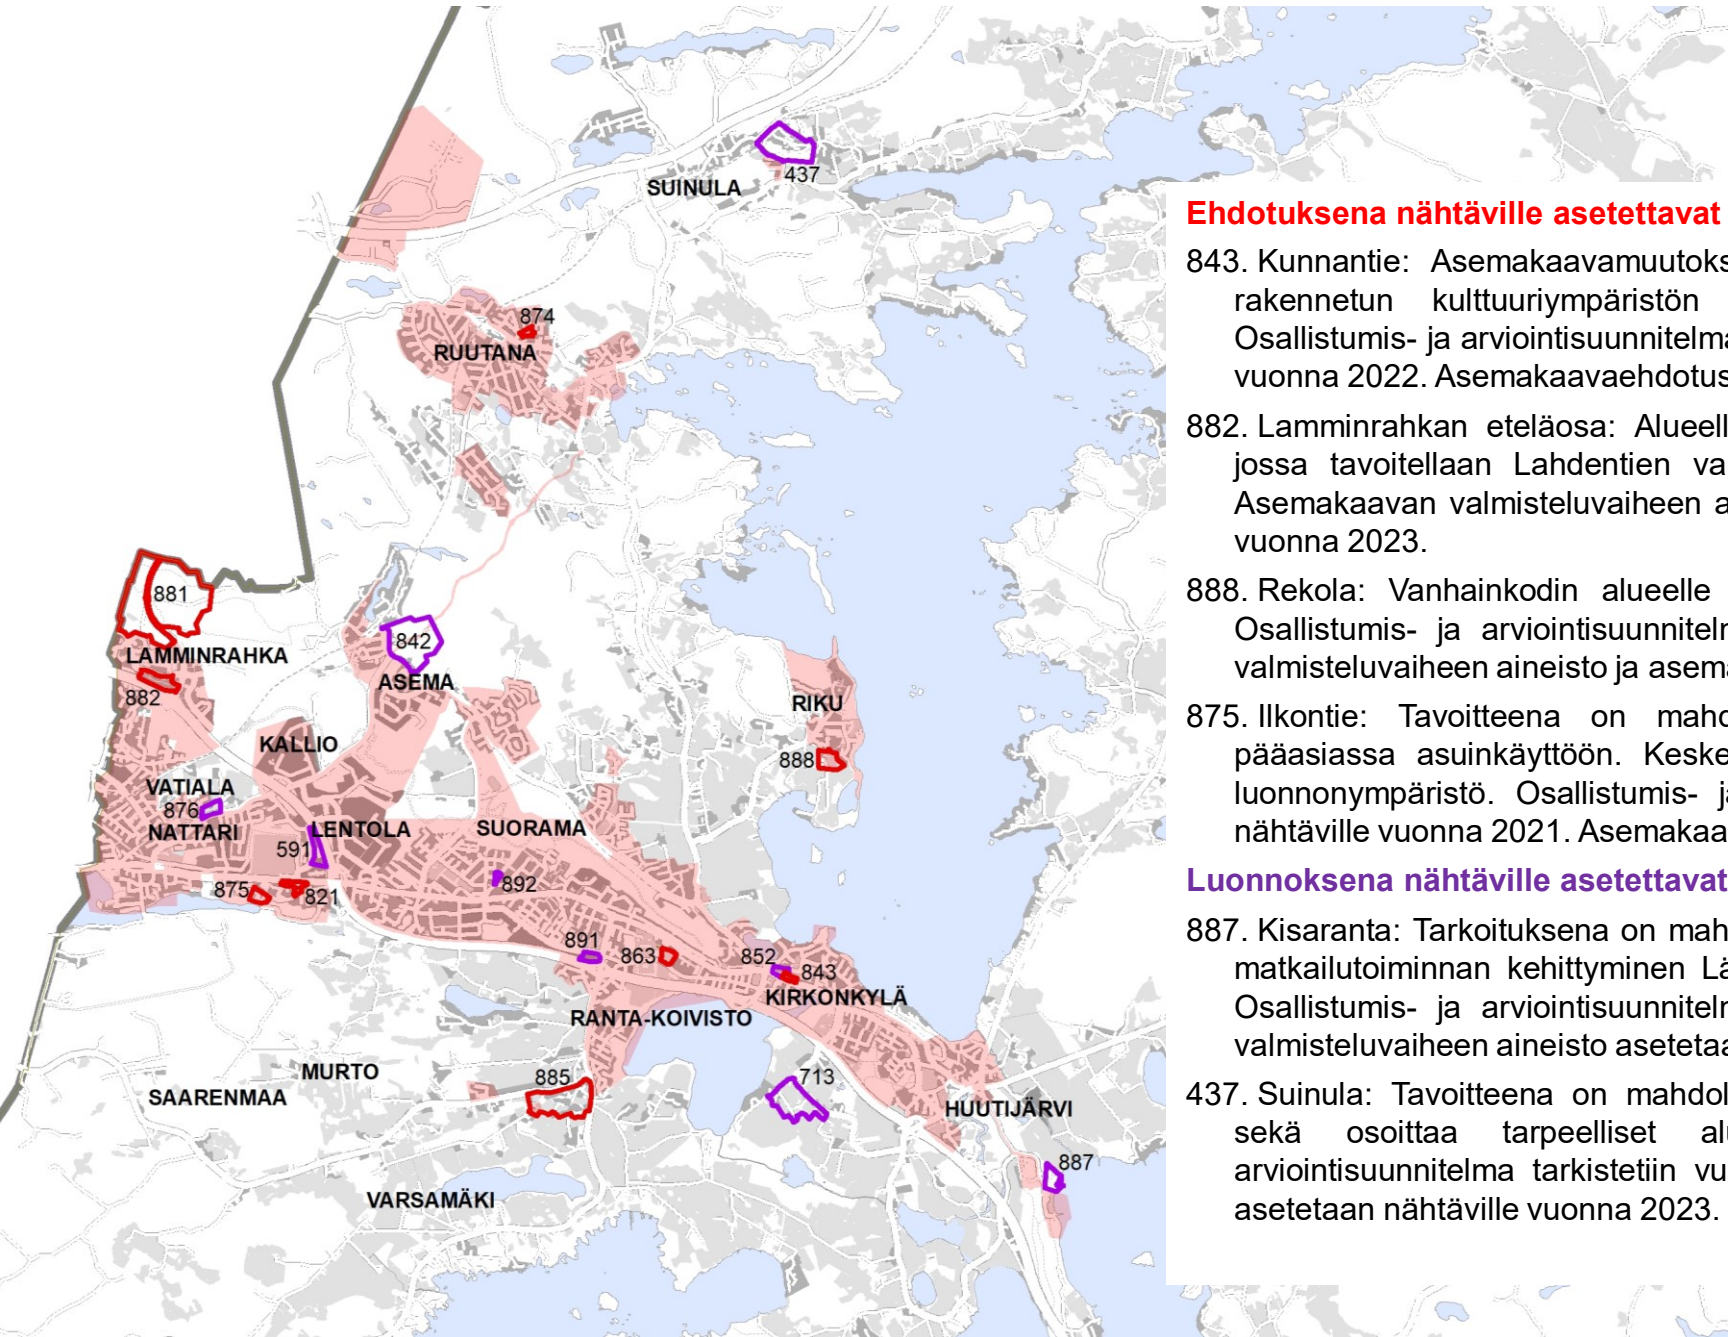 437
SUINULA
874
RUUTANA
881
LAMMINRAHKA
882
842
ASEMA
KALLIO
RIKU
888
VATIALA
876
NATTARI
LENTOLA
591
SUORAMA
892
875
821
891
863
852
843
KIRKONKYLÄ
RANTA-KOIVISTO
MURTO
SAARENMAA
885
713
HUUTIJÄRVI
887
VARSAMÄKI
Ehdotuksena nähtäville asetettavat
843. Kunnantie: Asemakaavamuutoks
rakennetun kulttuuriympäristön
Osallistumis- ja arviointisuunnitelma
vuonna 2022. Asemakaavaehdotus
882. Lamminrahkan eteläosa: Alueell
jossa tavoitellaan Lahdentien va
Asemakaavan valmisteluvaiheen a
vuonna 2023.
888. Rekola: Vanhainkodin alueelle
Osallistumis- ja arviointisuunniteln
valmisteluvaiheen aineisto ja asema
875. Ilkontie: Tavoitteena on mahd
pääasiassa asuinkäyttöön. Keske
luonnonympäristö. Osallistumis- ja
nähtäville vuonna 2021. Asemakaa
Luonnoksena nähtäville asetettavat
887. Kisaranta: Tarkoituksena on mah
matkailutoiminnan kehittyminen Lä
Osallistumis- ja arviointisuunniteln
valmisteluvaiheen aineisto asetetaa
437. Suinula: Tavoitteena on mahdol
sekä osoittaa tarpeelliset alu
arviointisuunnitelma tarkistetiin vu
asetetaan nähtäville vuonna 2023.